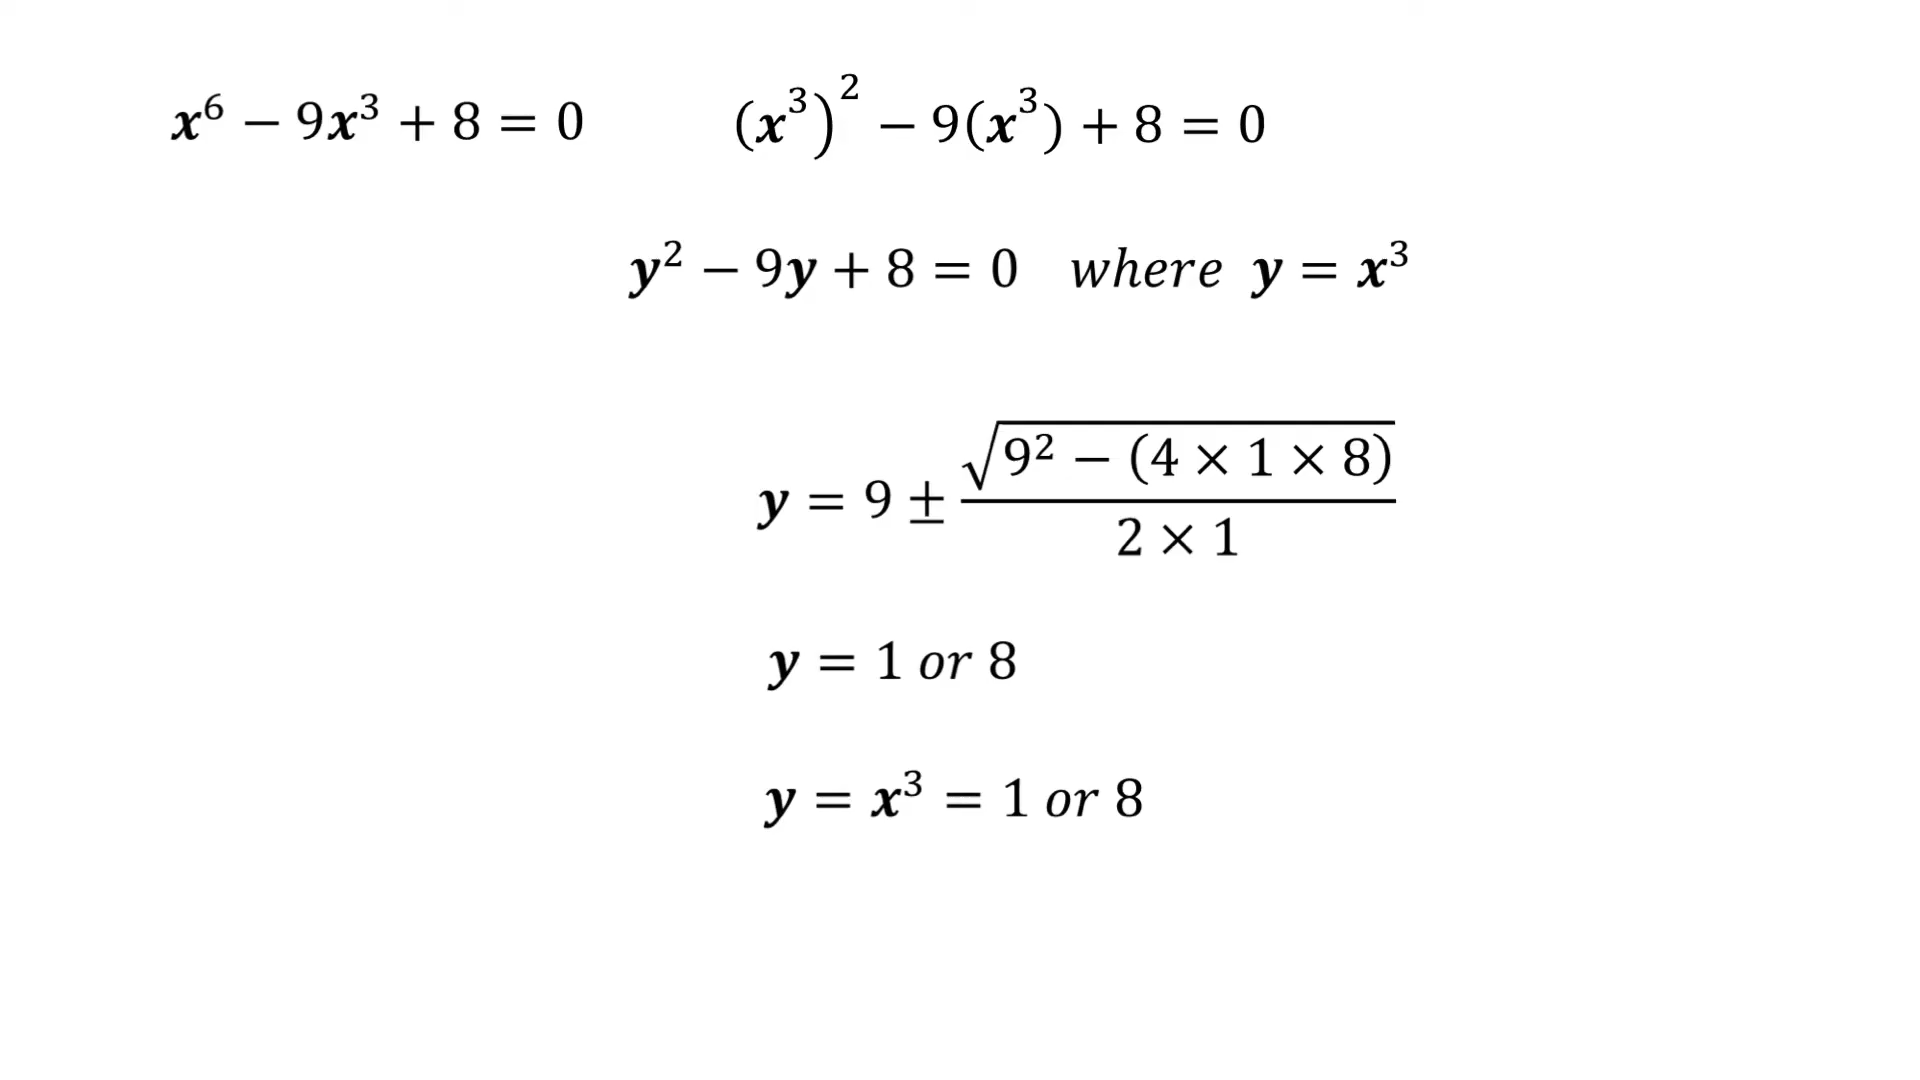 x⁶ − 9x³ + 8 = 0 (x³)² − 9(x³) + 8 = 0
y² − 9y + 8 = 0 where y = x³
y = 9 ± √(9² − (4 × 1 × 8)) / 2 × 1
y = 1 or 8
y = x³ = 1 or 8